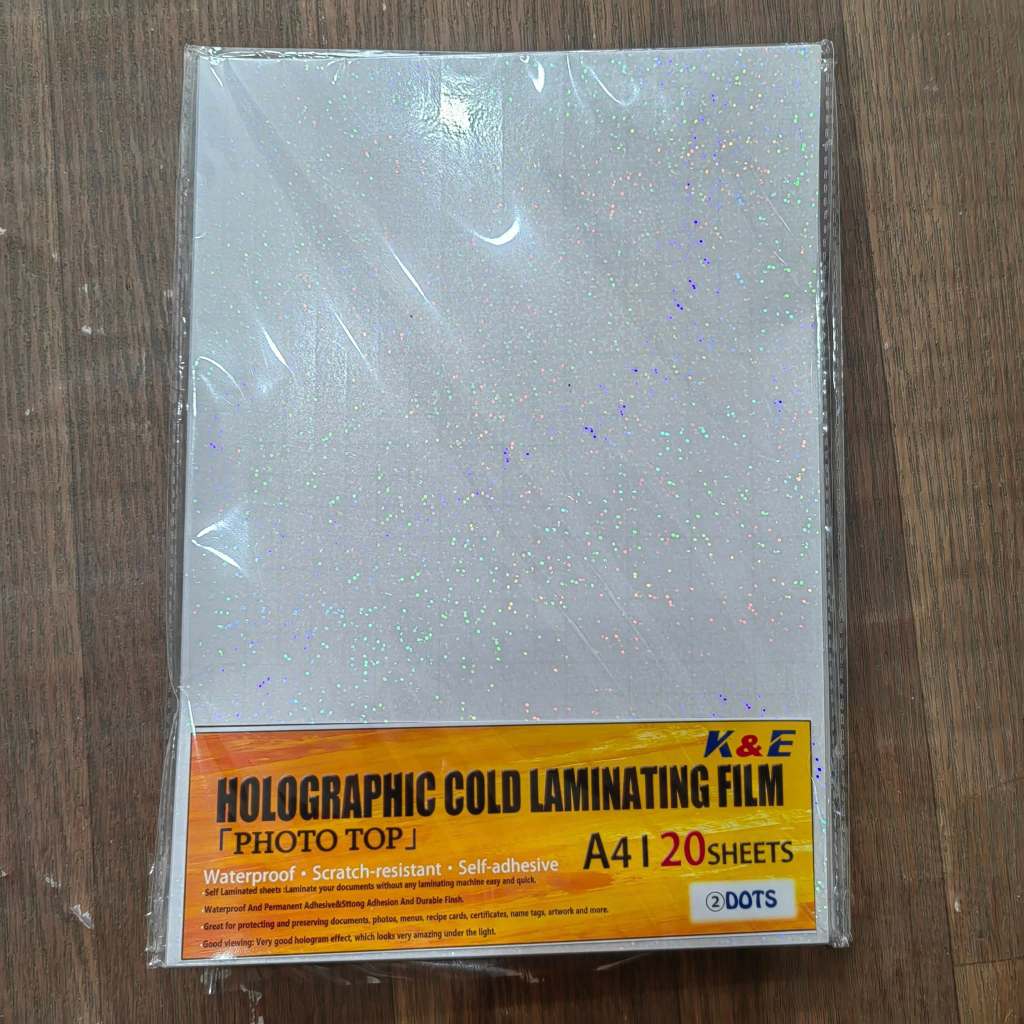 K&E
HOLOGRAPHIC COLD LAMINATING FILM
「PHOTO TOP」
A4 | 20 SHEETS
Waterproof • Scratch-resistant • Self-adhesive
•Self Laminated sheets :Laminate your documents without any laminating machine easy and quick.
•Waterproof And Permanent Adhesive&Sttong Adhesion And Durable Finsh.
•Great for protecting and preserving documents, photos, menus, recipe cards, certificates, name tags, artwork and more.
•Good viewing: Very good hologram effect, which looks very amazing under the light.
②DOTS